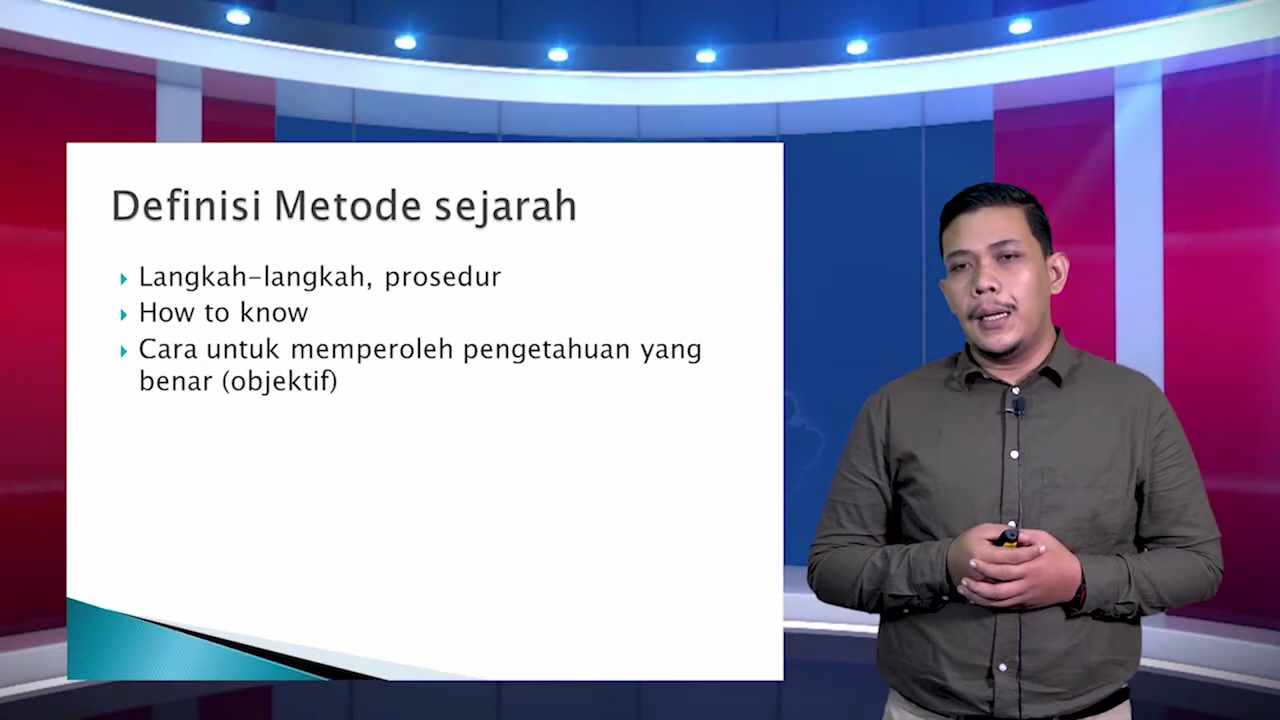 Definisi Metode sejarah
Langkah-langkah, prosedur
How to know
Cara untuk memperoleh pengetahuan yang
benar (objektif)